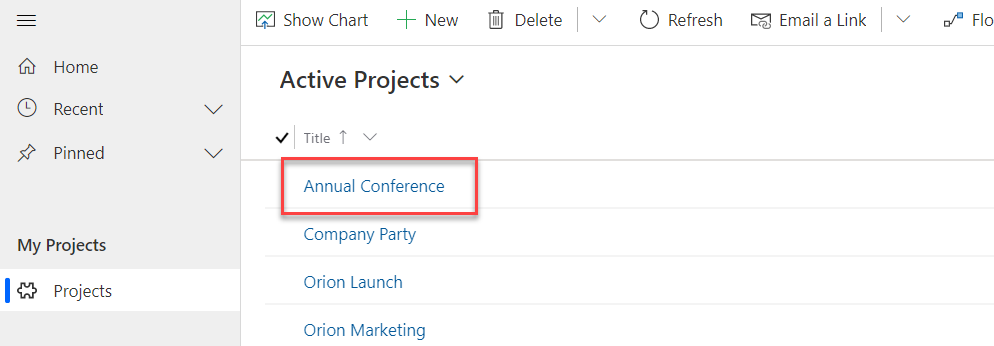 Show Chart New Delete Refresh Email a Link Flo
Home
Recent
Pinned
My Projects
Projects
Active Projects
Title
Annual Conference
Company Party
Orion Launch
Orion Marketing